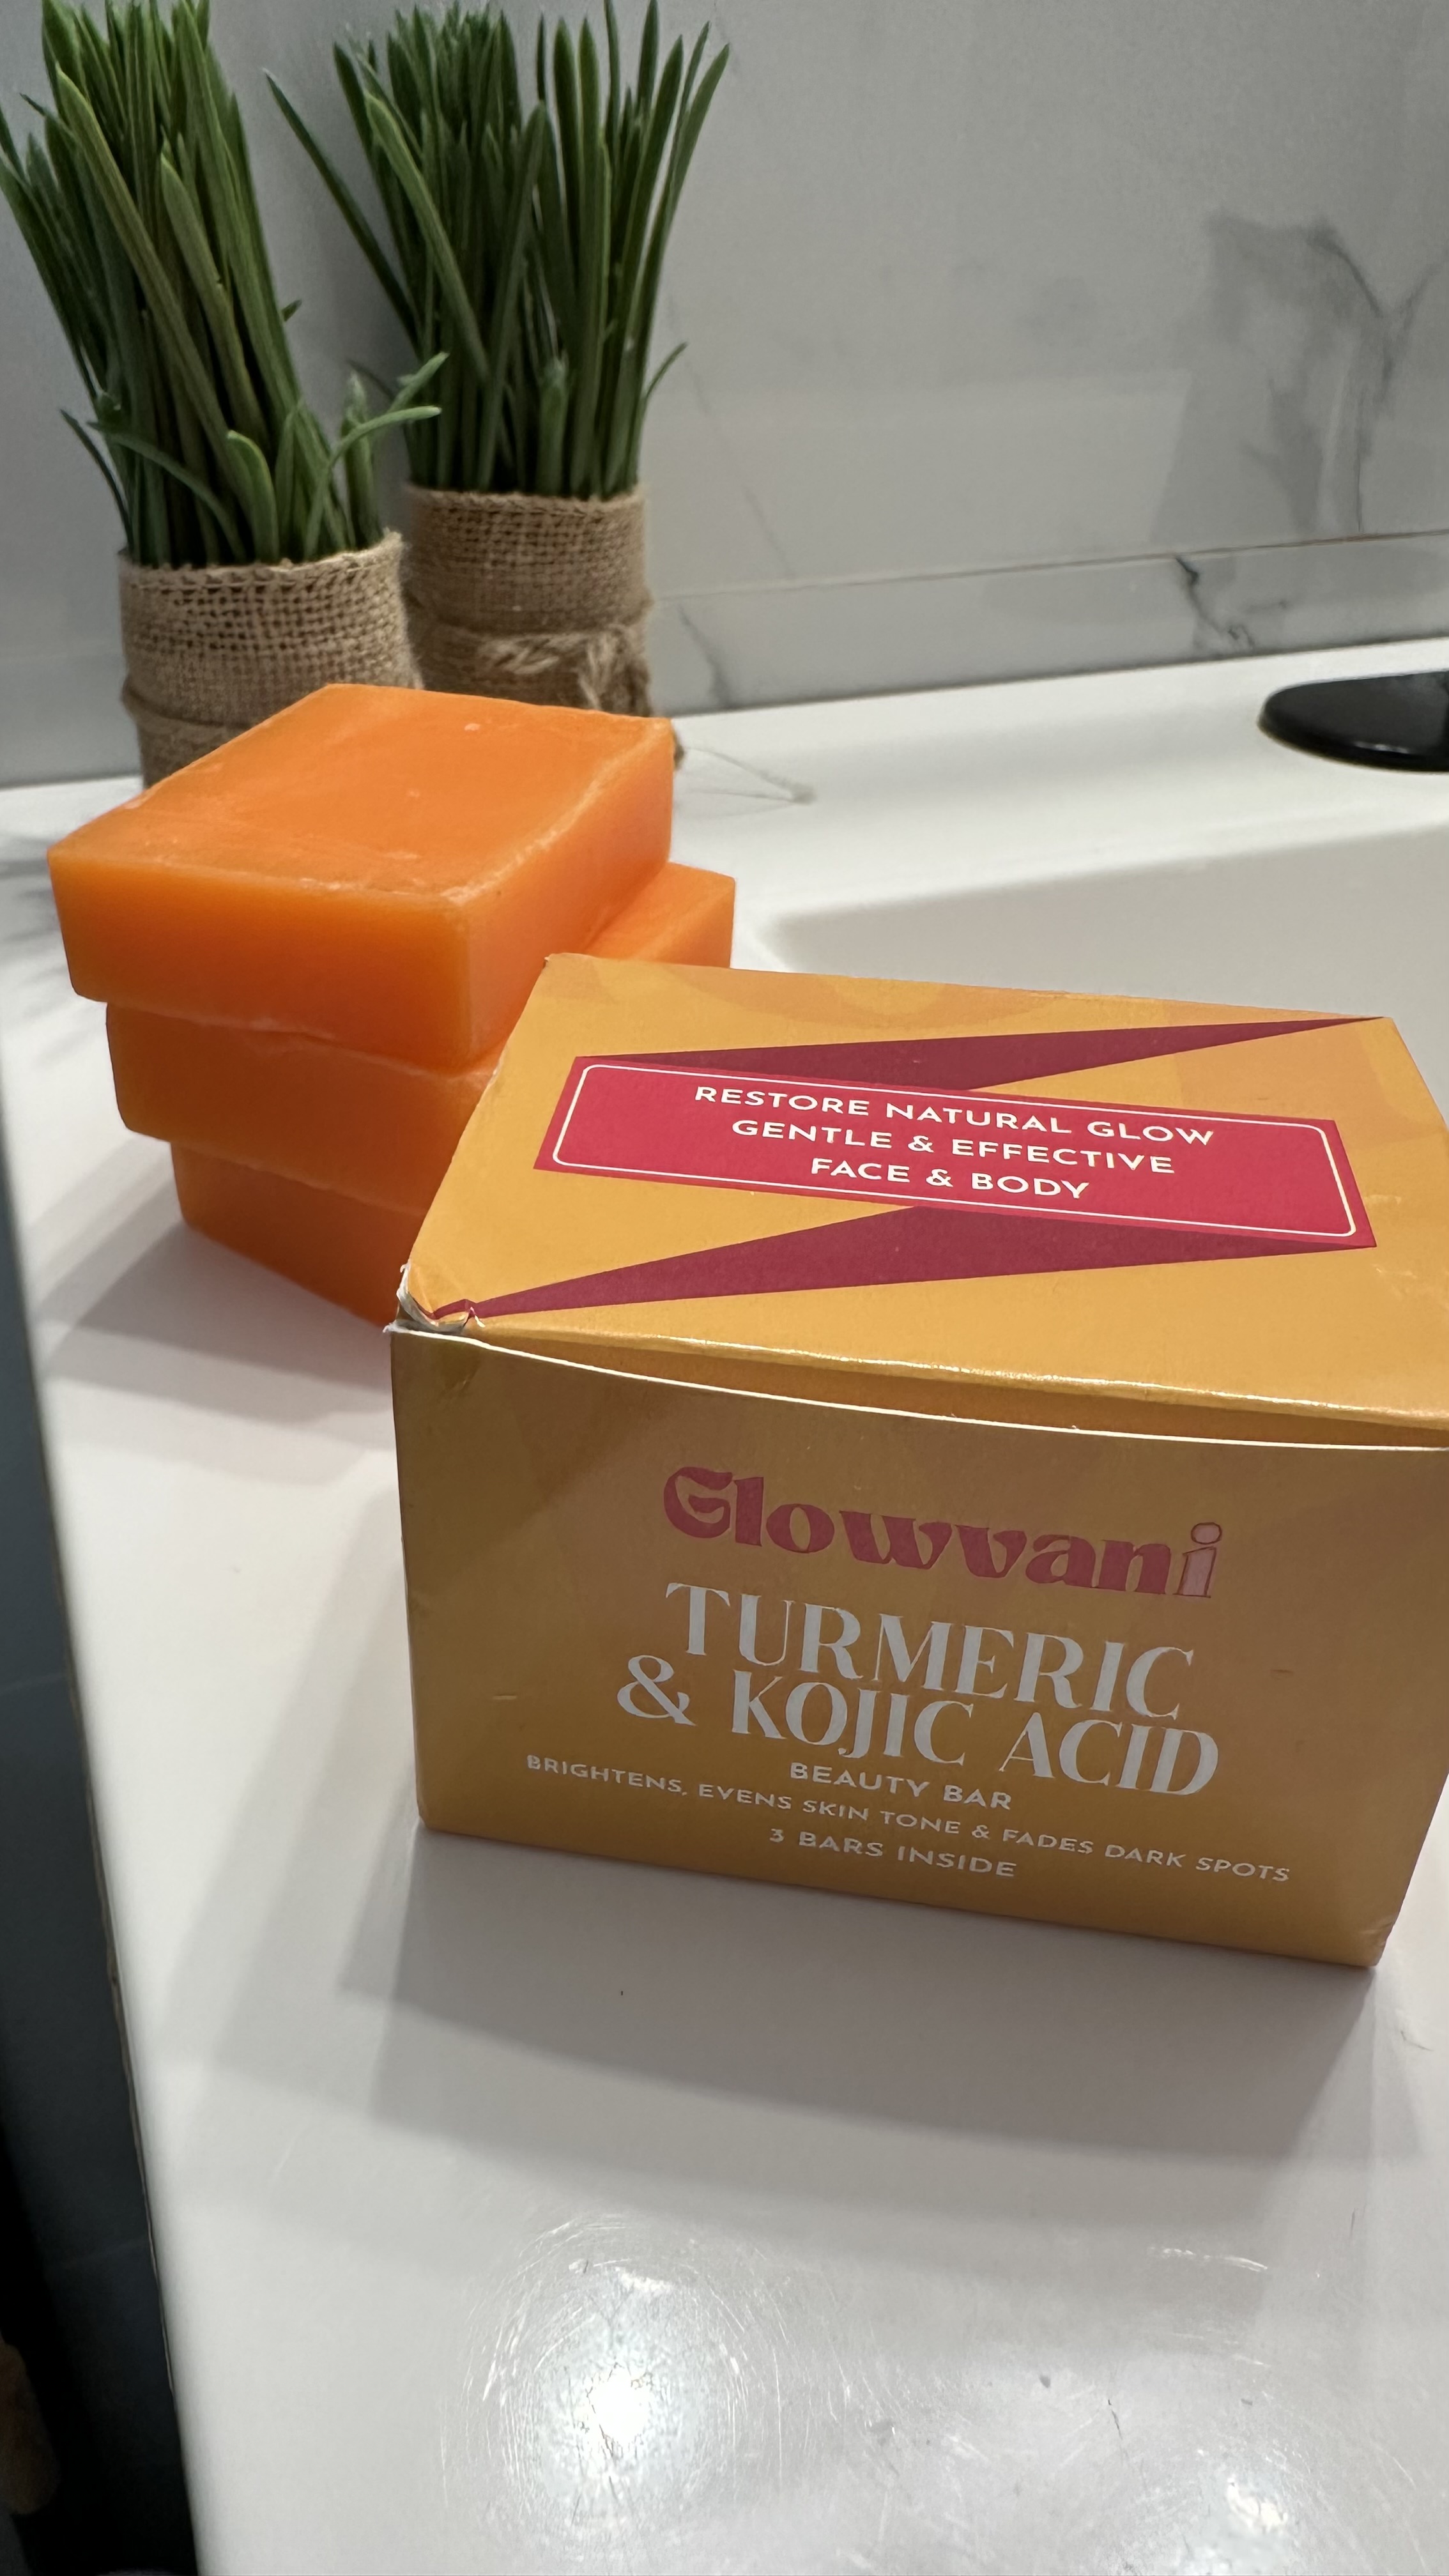 RESTORE NATURAL GLOW
GENTLE & EFFECTIVE
FACE & BODY
Glowvani
TURMERIC
& KOJIC ACID
BEAUTY BAR
BRIGHTENS, EVENS SKIN TONE & FADES DARK SPOTS
3 BARS INSIDE